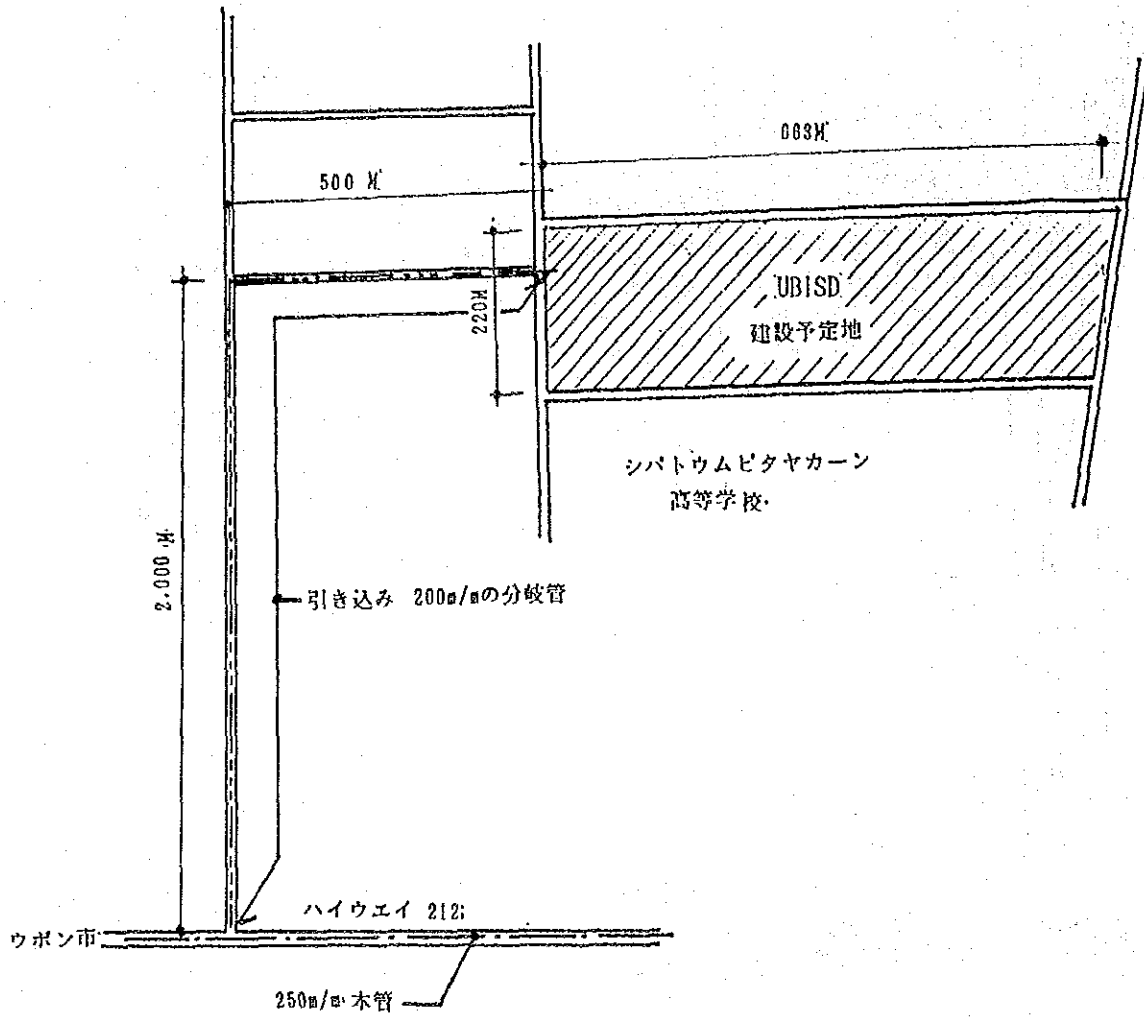 063M
500 M
220M
UBISD
建設予定地
シパトウムピタヤカーン
高等学校
2.000 M
引き込み 200m/mの分岐管
ハイウエイ 212
ウボン市
250m/m 本管